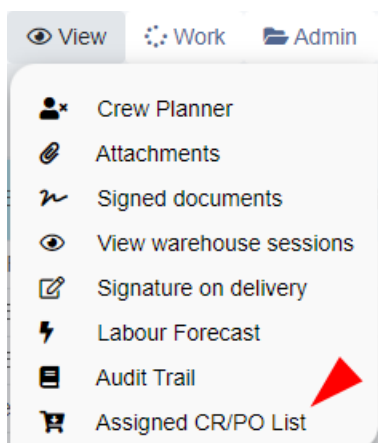 View Work Admin
Crew Planner
Attachments
Signed documents
View warehouse sessions
Signature on delivery
Labour Forecast
Audit Trail
Assigned CR/PO List